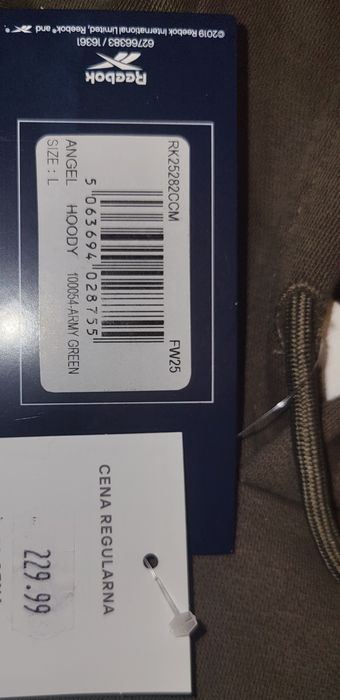 ©2019 Reebok International Limited, Reebok® and
62766383 / 16361
Reebok
RK25282CCM
FW25
5 063694 028755
ANGEL HOODY 100054-ARMY GREEN
SIZE : L
CENA REGULARNA
229.99